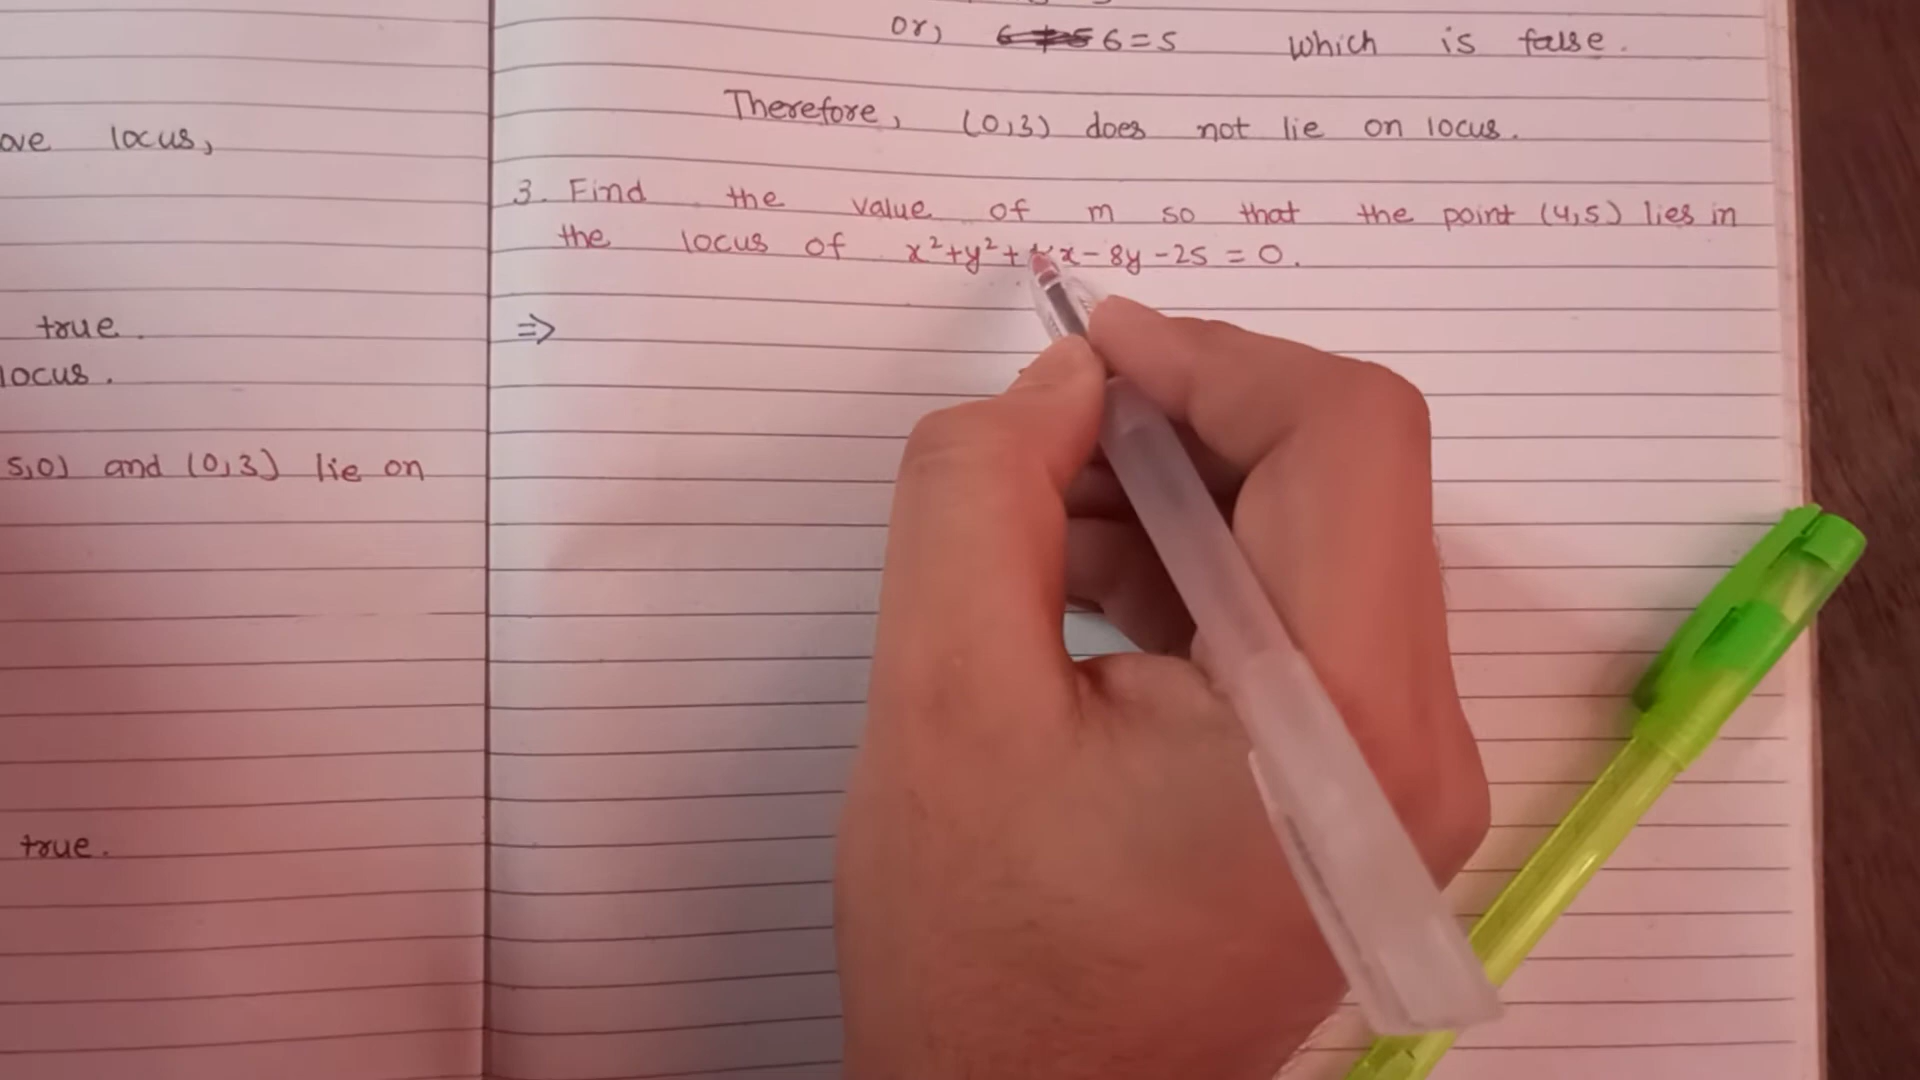 ove locus,
true.
locus.
5,0) and (0,3) lie on
true.
or, 6=5 which is false.
Therefore, (0,3) does not lie on locus.
3. Find the value of m so that the point (4,5) lies in
the locus of x²+y²+ x-8y-25=0.
⇒